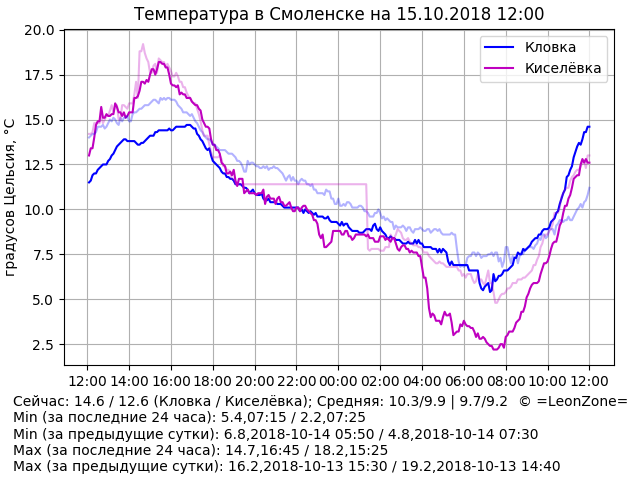 Температура в Смоленске на 15.10.2018 12:00
20.0
17.5
15.0
12.5
10.0
7.5
5.0
2.5
градусов Цельсия, °C
Кловка
Киселёвка
12:00 14:00 16:00 18:00 20:00 22:00 00:00 02:00 04:00 06:00 08:00 10:00 12:00
Сейчас: 14.6 / 12.6 (Кловка / Киселёвка); Средняя: 10.3/9.9 | 9.7/9.2 © =LeonZone=
Min (за последние 24 часа): 5.4,07:15 / 2.2,07:25
Min (за предыдущие сутки): 6.8,2018-10-14 05:50 / 4.8,2018-10-14 07:30
Max (за последние 24 часа): 14.7,16:45 / 18.2,15:25
Max (за предыдущие сутки): 16.2,2018-10-13 15:30 / 19.2,2018-10-13 14:40